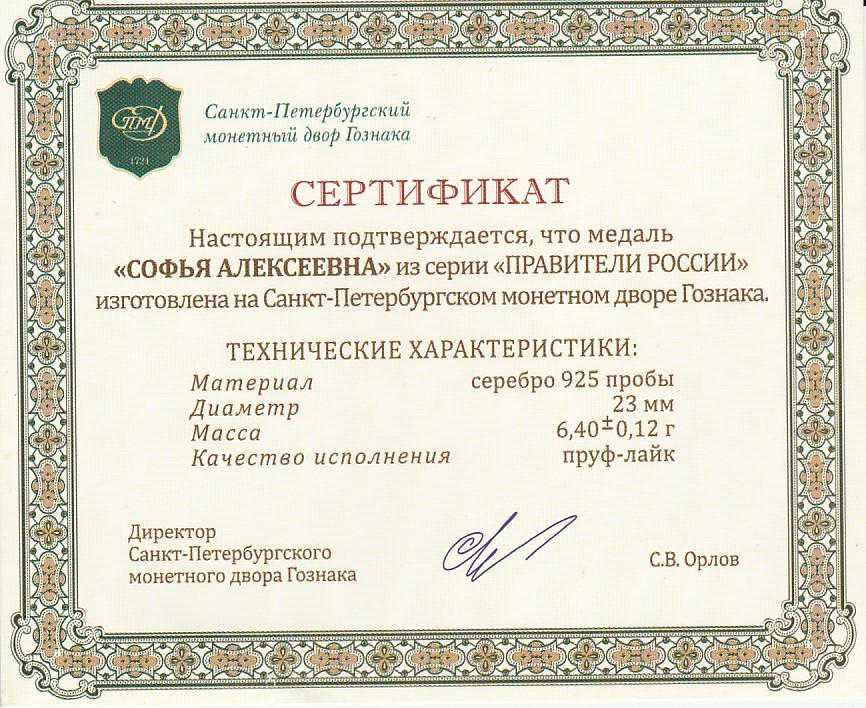 СПМД
1724
Санкт-Петербургский
монетный двор Гознака
СЕРТИФИКАТ
Настоящим подтверждается, что медаль
«СОФЬЯ АЛЕКСЕЕВНА» из серии «ПРАВИТЕЛИ РОССИИ»
изготовлена на Санкт-Петербургском монетном дворе Гознака.
ТЕХНИЧЕСКИЕ ХАРАКТЕРИСТИКИ:
Материал серебро 925 пробы
Диаметр 23 мм
Масса 6,40±0,12 г
Качество исполнения пруф-лайк
Директор
Санкт-Петербургского
монетного двора Гознака
С.В. Орлов